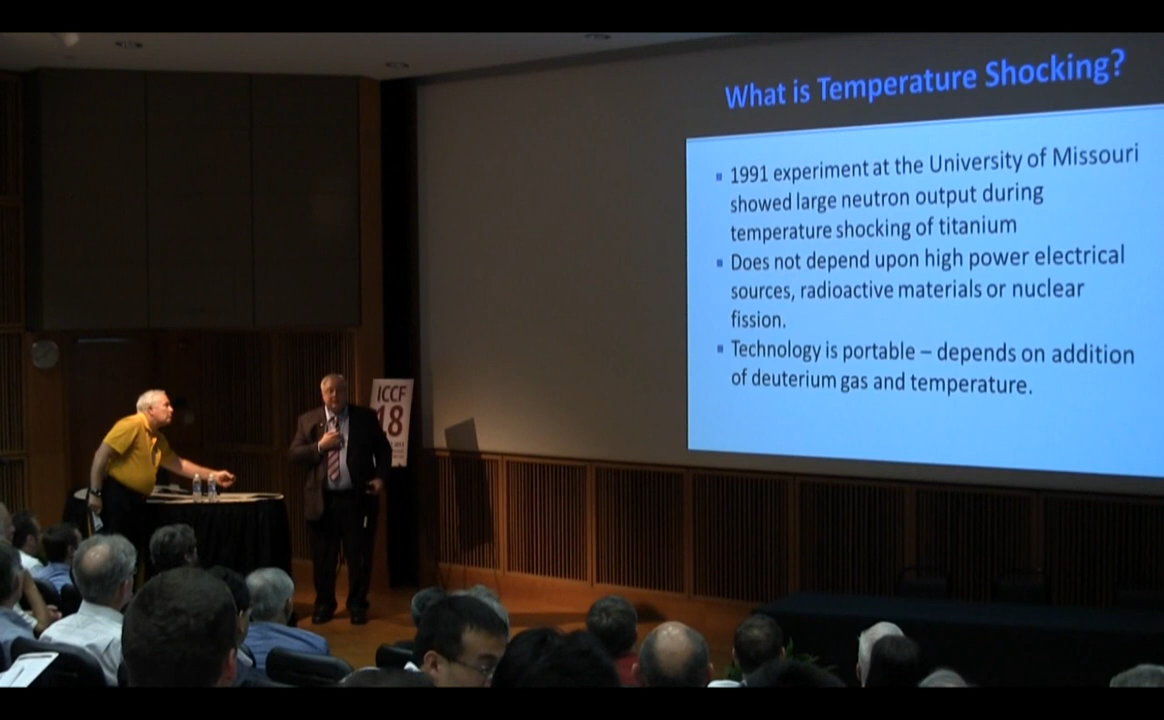 What is Temperature Shocking?
1991 experiment at the University of Missouri
showed large neutron output during
temperature shocking of titanium
Does not depend upon high power electrical
sources, radioactive materials or nuclear
fission.
Technology is portable – depends on addition
of deuterium gas and temperature.
ICCF
18